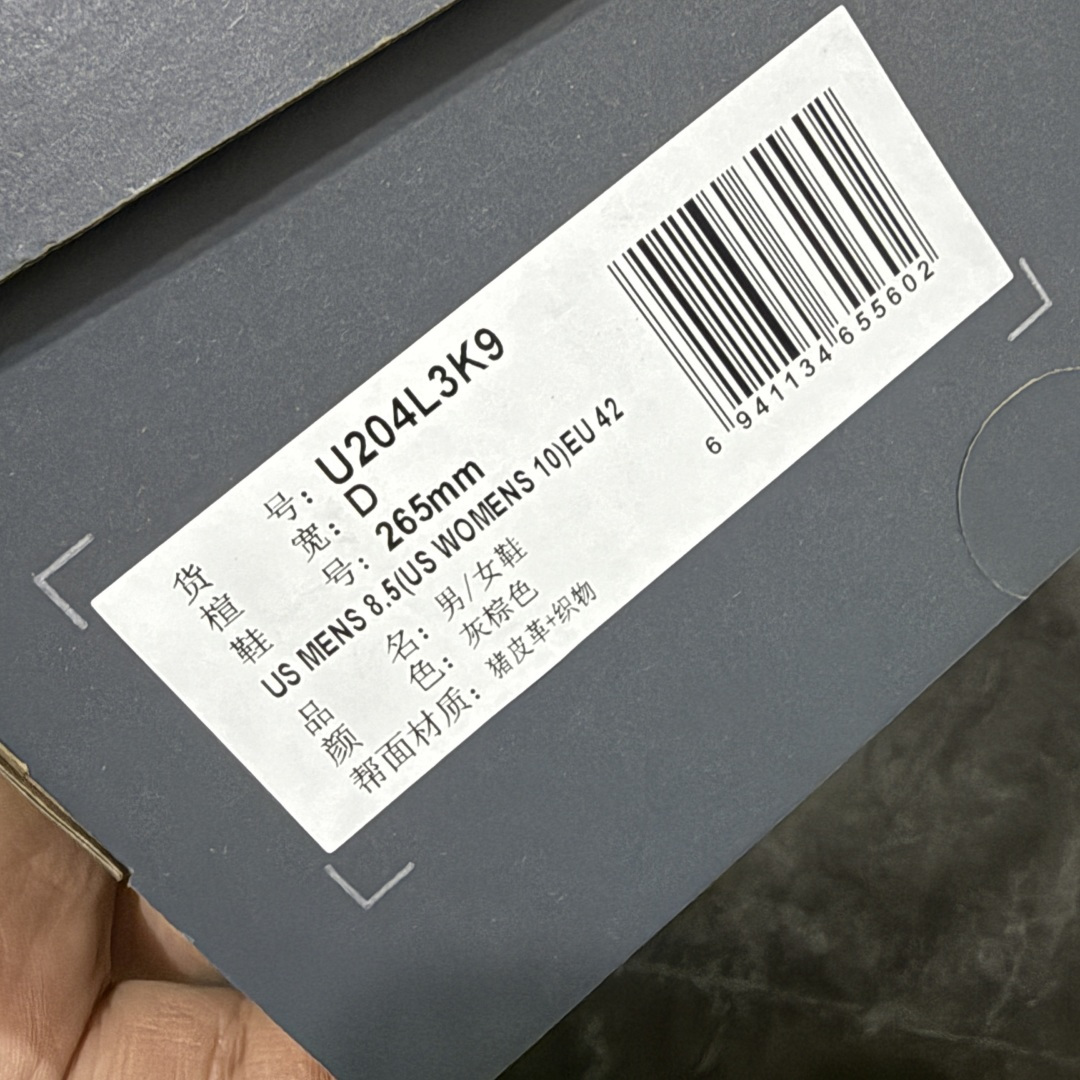 货 号：U204L3K9
楦 宽：D
鞋 号：265mm
US MENS 8.5(US WOMENS 10)EU 42
品 名：男/女鞋
颜 色：灰棕色
帮面材质：猪皮革+织物
6 941134 655602